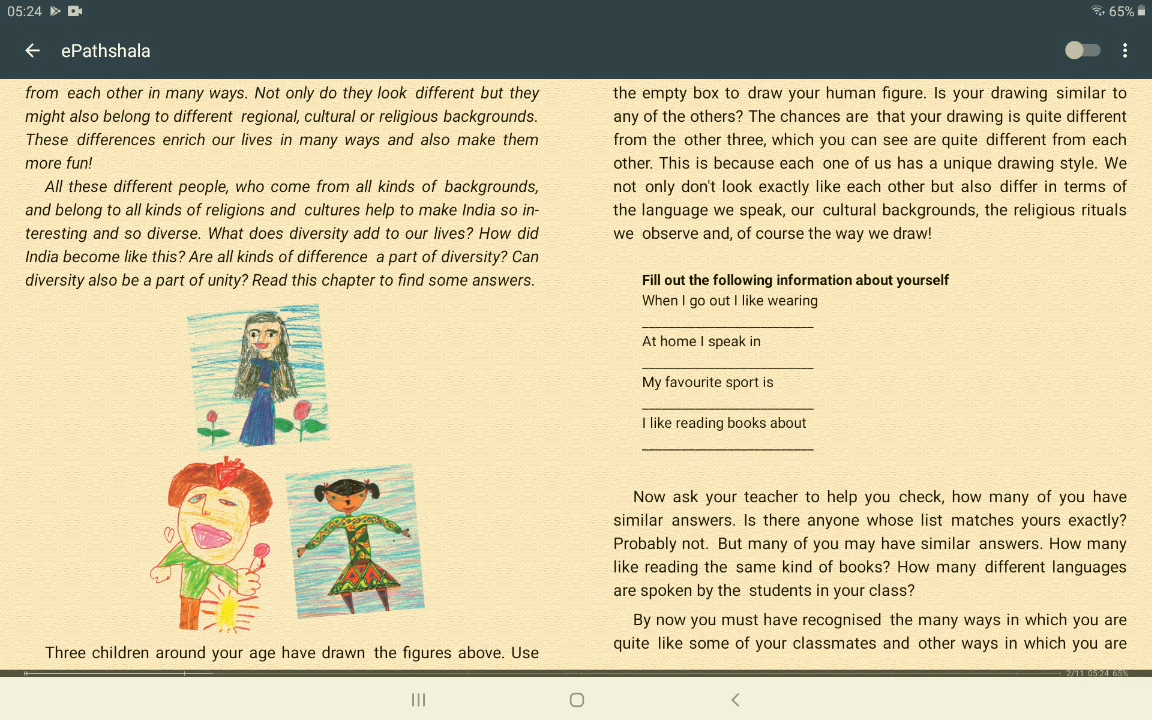 05:24
65%
ePathshala
from each other in many ways. Not only do they look different but they
might also belong to different regional, cultural or religious backgrounds.
These differences enrich our lives in many ways and also make them
more fun!
All these different people, who come from all kinds of backgrounds,
and belong to all kinds of religions and cultures help to make India so in-
teresting and so diverse. What does diversity add to our lives? How did
India become like this? Are all kinds of difference a part of diversity? Can
diversity also be a part of unity? Read this chapter to find some answers.
Three children around your age have drawn the figures above. Use
the empty box to draw your human figure. Is your drawing similar to
any of the others? The chances are that your drawing is quite different
from the other three, which you can see are quite different from each
other. This is because each one of us has a unique drawing style. We
not only don't look exactly like each other but also differ in terms of
the language we speak, our cultural backgrounds, the religious rituals
we observe and, of course the way we draw!
Fill out the following information about yourself
When I go out I like wearing
______________________
At home I speak in
______________________
My favourite sport is
______________________
I like reading books about
______________________
Now ask your teacher to help you check, how many of you have
similar answers. Is there anyone whose list matches yours exactly?
Probably not. But many of you may have similar answers. How many
like reading the same kind of books? How many different languages
are spoken by the students in your class?
By now you must have recognised the many ways in which you are
quite like some of your classmates and other ways in which you are
2/11 05:24 65%